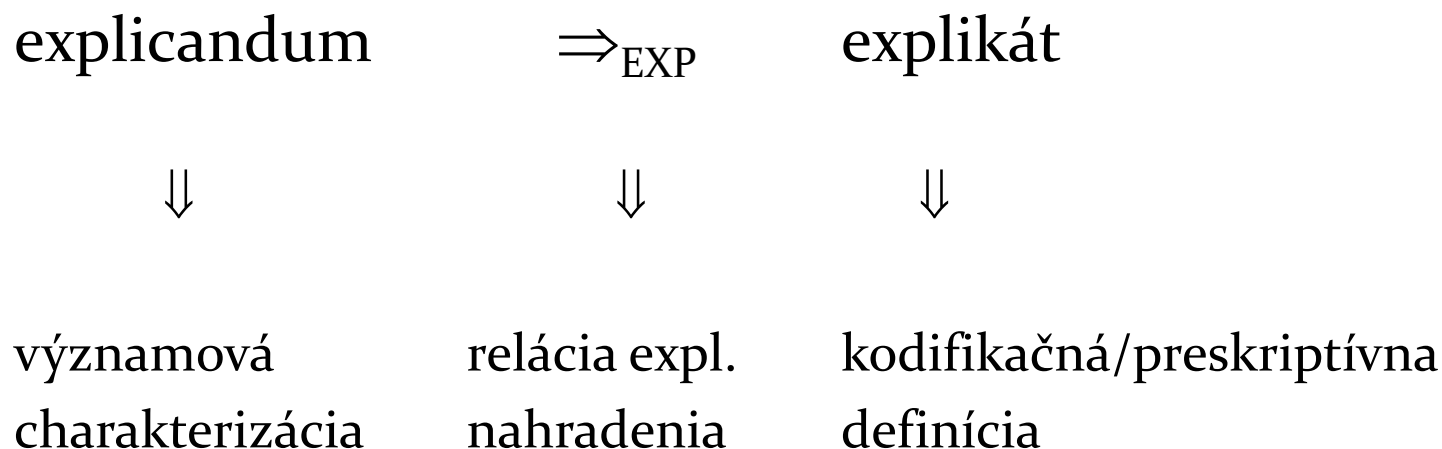 explicandum ⇒EXP explikát
⇓ ⇓ ⇓
významová relácia expl. kodifikačná/preskriptívna
charakterizácia nahradenia definícia